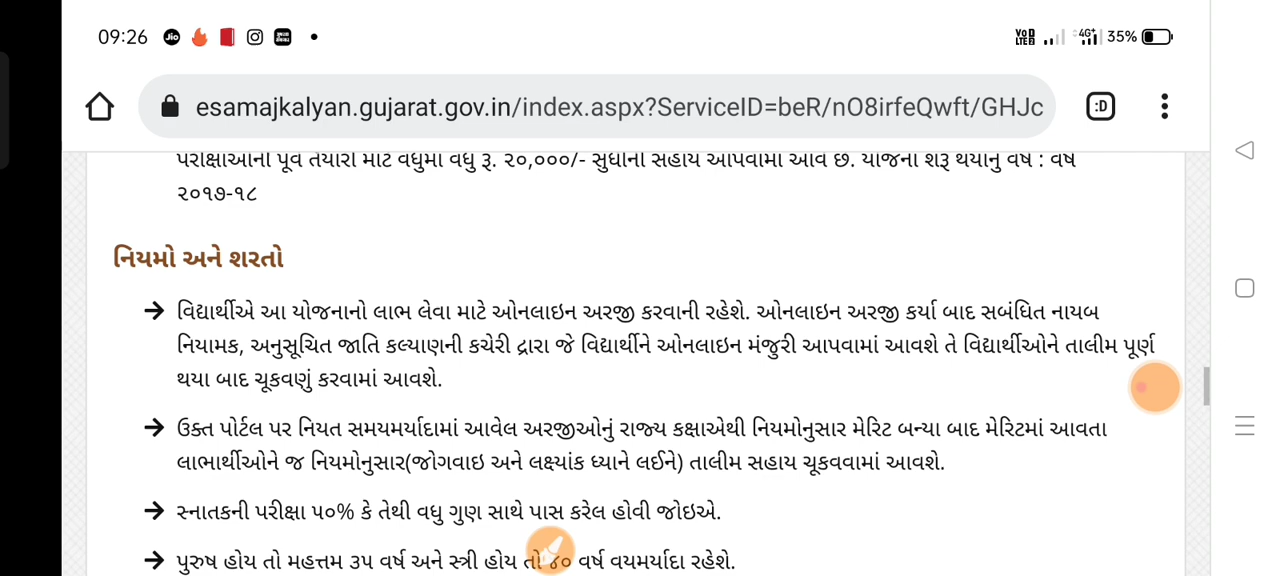 09:26
Jio
VoD LTE 4G+ 35%
esamajkalyan.gujarat.gov.in/index.aspx?ServiceID=beR/nO8irfeQwft/GHJc
:D
પરીક્ષાઓની પૂર્વ તૈયારી માટે વધુમાં વધુ રૂ. ૨૦,૦૦૦/- સુધીની સહાય આપવામાં આવે છે. યોજના શરૂ થયાનું વર્ષ : વર્ષ
૨૦૧૭-૧૮
નિયમો અને શરતો
➔ વિદ્યાર્થીએ આ યોજનાનો લાભ લેવા માટે ઓનલાઇન અરજી કરવાની રહેશે. ઓનલાઇન અરજી કર્યા બાદ સબંધિત નાયબ
નિયામક, અનુસૂચિત જાતિ કલ્યાણની કચેરી દ્રારા જે વિદ્યાર્થીને ઓનલાઇન મંજુરી આપવામાં આવશે તે વિદ્યાર્થીઓને તાલીમ પૂર્ણ
થયા બાદ ચૂકવણું કરવામાં આવશે.
➔ ઉક્ત પોર્ટલ પર નિયત સમયમર્યાદામાં આવેલ અરજીઓનું રાજ્ય કક્ષાએથી નિયમોનુસાર મેરિટ બન્યા બાદ મેરિટમાં આવતા
લાભાર્થીઓને જ નિયમોનુસાર(જોગવાઇ અને લક્ષ્યાંક ધ્યાને લઈને) તાલીમ સહાય ચૂકવવામાં આવશે.
➔ સ્નાતકની પરીક્ષા ૫૦% કે તેથી વધુ ગુણ સાથે પાસ કરેલ હોવી જોઇએ.
➔ પુરુષ હોય તો મહત્તમ ૩૫ વર્ષ અને સ્ત્રી હોય તો ૪૦ વર્ષ વયમર્યાદા રહેશે.